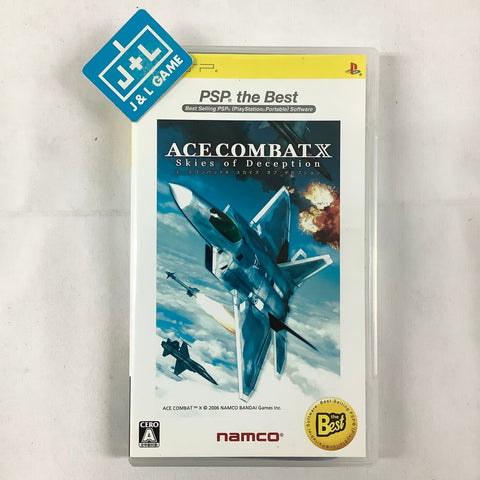 J+L
J & L GAME
PSP® the Best
Best Selling PSP® (PlayStation®Portable) Software
ACE COMBAT X
Skies of Deception
エースコンバットX スカイズ オブ デセプション
ACE COMBAT™ X © 2006 NAMCO BANDAI Games Inc.
CERO
A
namco®
the Best